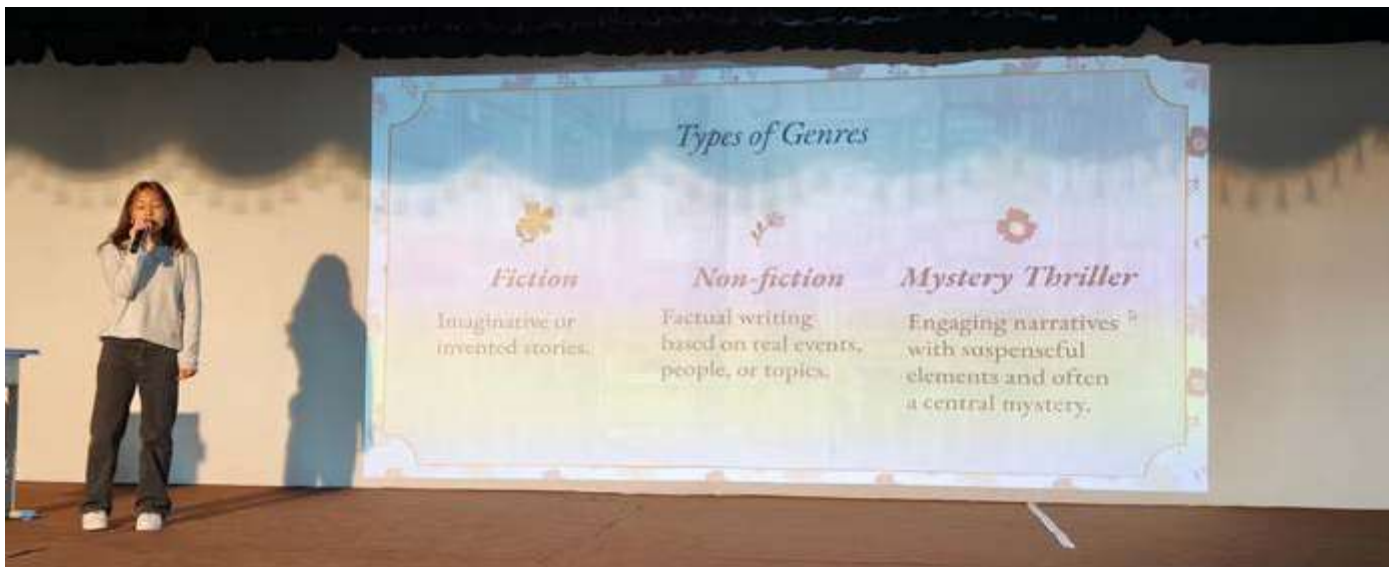 Types of Genres
Fiction
Imaginative or
invented stories.
Non-fiction
Factual writing
based on real events,
people, or topics.
Mystery Thriller
Engaging narratives
with suspenseful
elements and often
a central mystery.